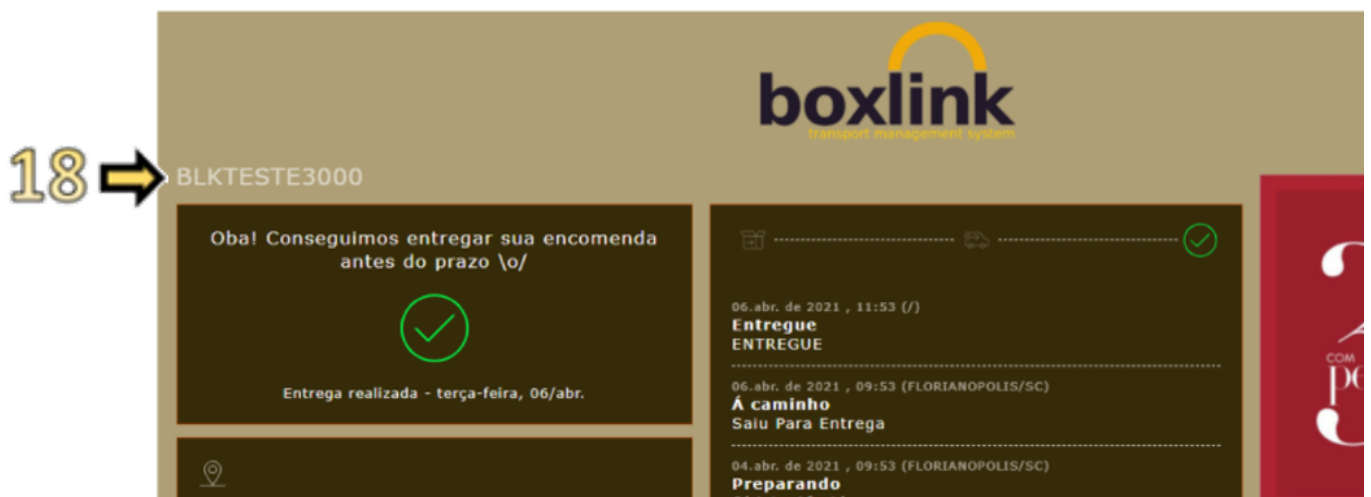 boxlink
transport management system
18
BLKTESTE3000
Oba! Conseguimos entregar sua encomenda
antes do prazo \o/
Entrega realizada - terça-feira, 06/abr.
06.abr. de 2021 , 11:53 (/)
Entregue
ENTREGUE
06.abr. de 2021 , 09:53 (FLORIANOPOLIS/SC)
Á caminho
Saiu Para Entrega
04.abr. de 2021 , 09:53 (FLORIANOPOLIS/SC)
Preparando
COM